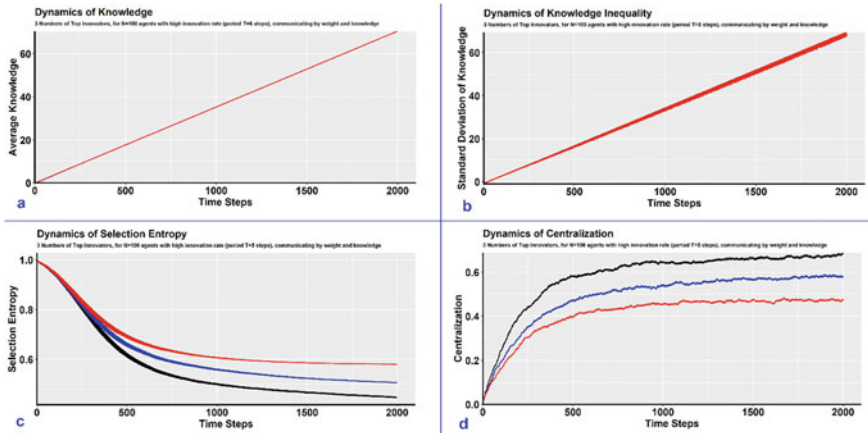 Dynamics of Knowledge
3 Numbers of Top Innovators, for N=100 agents with high innovation rate (period T=5 steps), communicating by weight and knowledge
Average Knowledge
60
40
20
0
0 500 1000 1500 2000
Time Steps
a
Dynamics of Knowledge Inequality
3 Numbers of Top Innovators, for N=100 agents with high innovation rate (period T=5 steps), communicating by weight and knowledge
Standard Deviation of Knowledge
60
40
20
0
0 500 1000 1500 2000
Time Steps
b
Dynamics of Selection Entropy
3 Numbers of Top Innovators, for N=100 agents with high innovation rate (period T=5 steps), communicating by weight and knowledge
Selection Entropy
1.0
0.8
0.6
0 500 1000 1500 2000
Time Steps
c
Dynamics of Centralization
3 Numbers of Top Innovators, for N=100 agents with high innovation rate (period T=5 steps), communicating by weight and knowledge
Centralization
0.6
0.4
0.2
0.0
0 500 1000 1500 2000
Time Steps
d